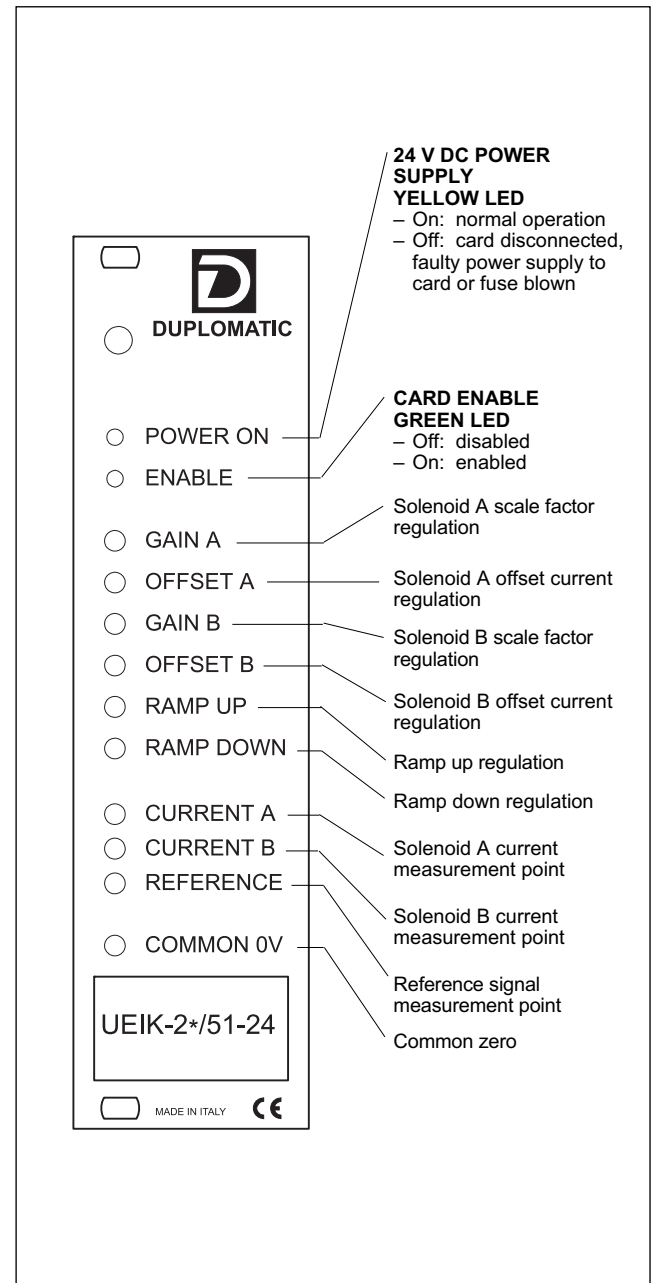 24 V DC POWER
SUPPLY
YELLOW LED
– On: normal operation
– Off: card disconnected,
faulty power supply to
card or fuse blown
D
DUPLOMATIC
POWER ON
CARD ENABLE
GREEN LED
– Off: disabled
– On: enabled
ENABLE
Solenoid A scale factor
regulation
GAIN A
OFFSET A
Solenoid A offset current
regulation
GAIN B
Solenoid B scale factor
regulation
OFFSET B
Solenoid B offset current
regulation
RAMP UP
Ramp up regulation
RAMP DOWN
Ramp down regulation
CURRENT A
Solenoid A current
measurement point
CURRENT B
Solenoid B current
measurement point
REFERENCE
Reference signal
measurement point
COMMON 0V
Common zero
UEIK-2*/51-24
MADE IN ITALY CE